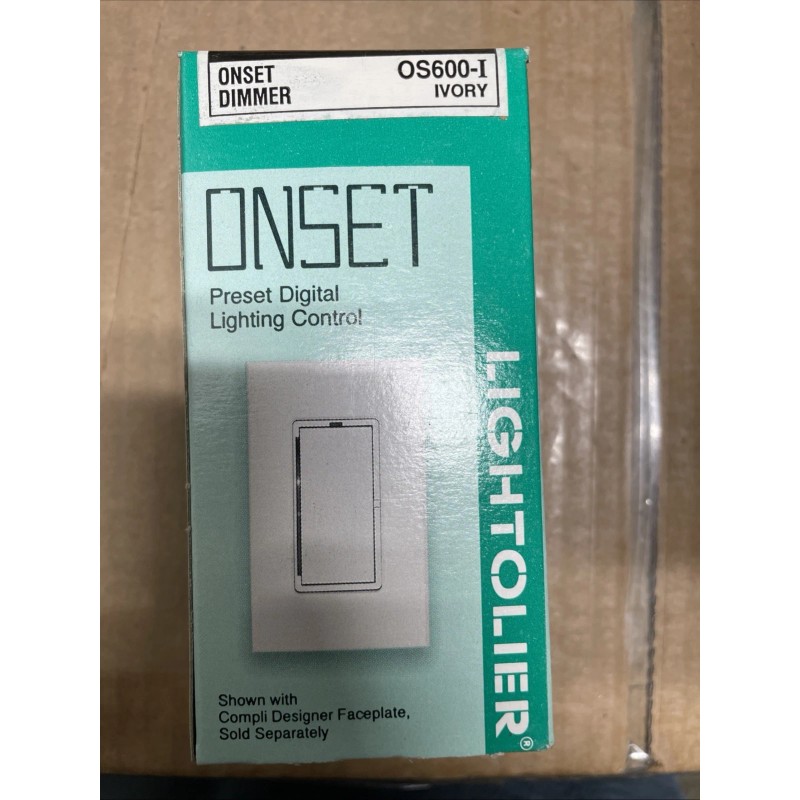 ONSET OS600-I
DIMMER IVORY
ONSET
Preset Digital
Lighting Control
LIGHTOLIER®
Shown with
Compli Designer Faceplate,
Sold Separately